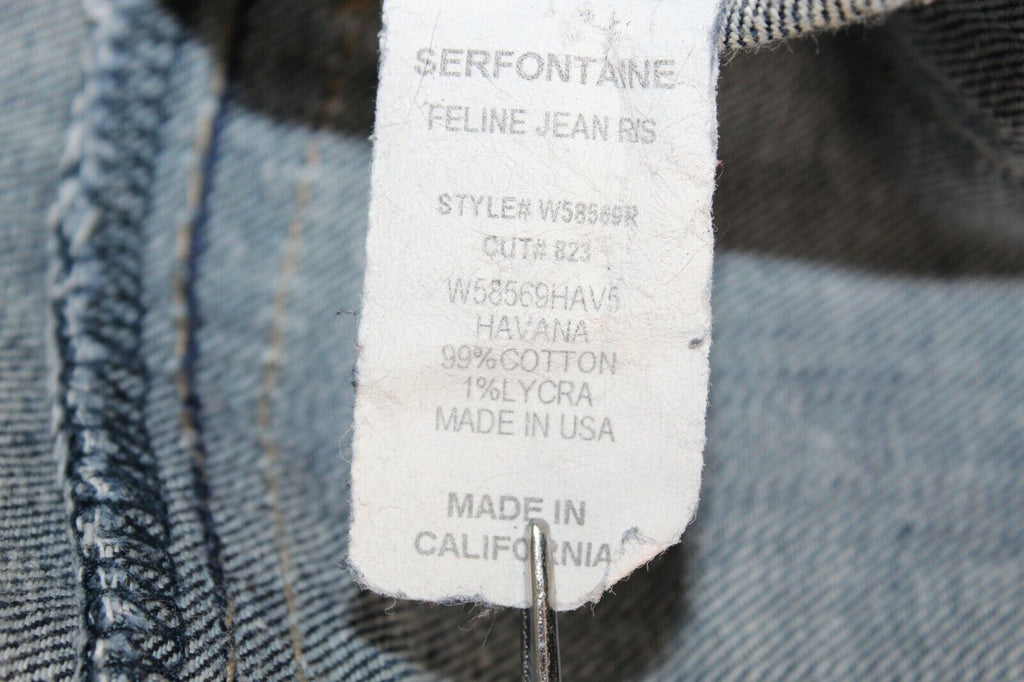 SERFONTAINE
FELINE JEAN RIS
STYLE# W58569R
CUT# 823
W58569HAV5
HAVANA
99%COTTON
1%LYCRA
MADE IN USA
MADE IN
CALIFORNIA